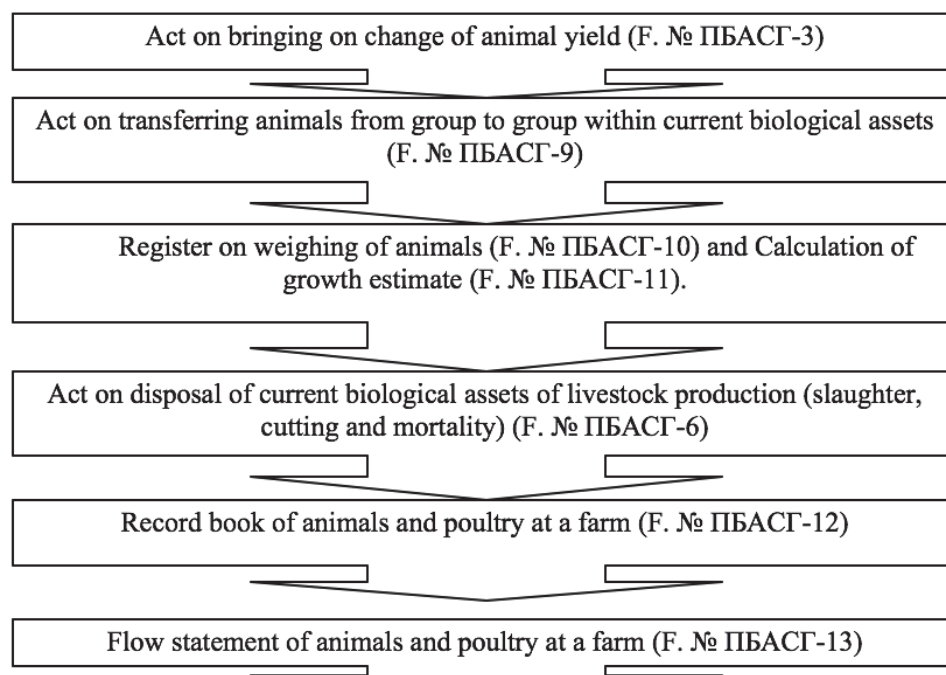 Act on bringing on change of animal yield (F. № ПБАСГ-3)
Act on transferring animals from group to group within current biological assets
(F. № ПБАСГ-9)
Register on weighing of animals (F. № ПБАСГ-10) and Calculation of
growth estimate (F. № ПБАСГ-11).
Act on disposal of current biological assets of livestock production (slaughter,
cutting and mortality) (F. № ПБАСГ-6)
Record book of animals and poultry at a farm (F. № ПБАСГ-12)
Flow statement of animals and poultry at a farm (F. № ПБАСГ-13)